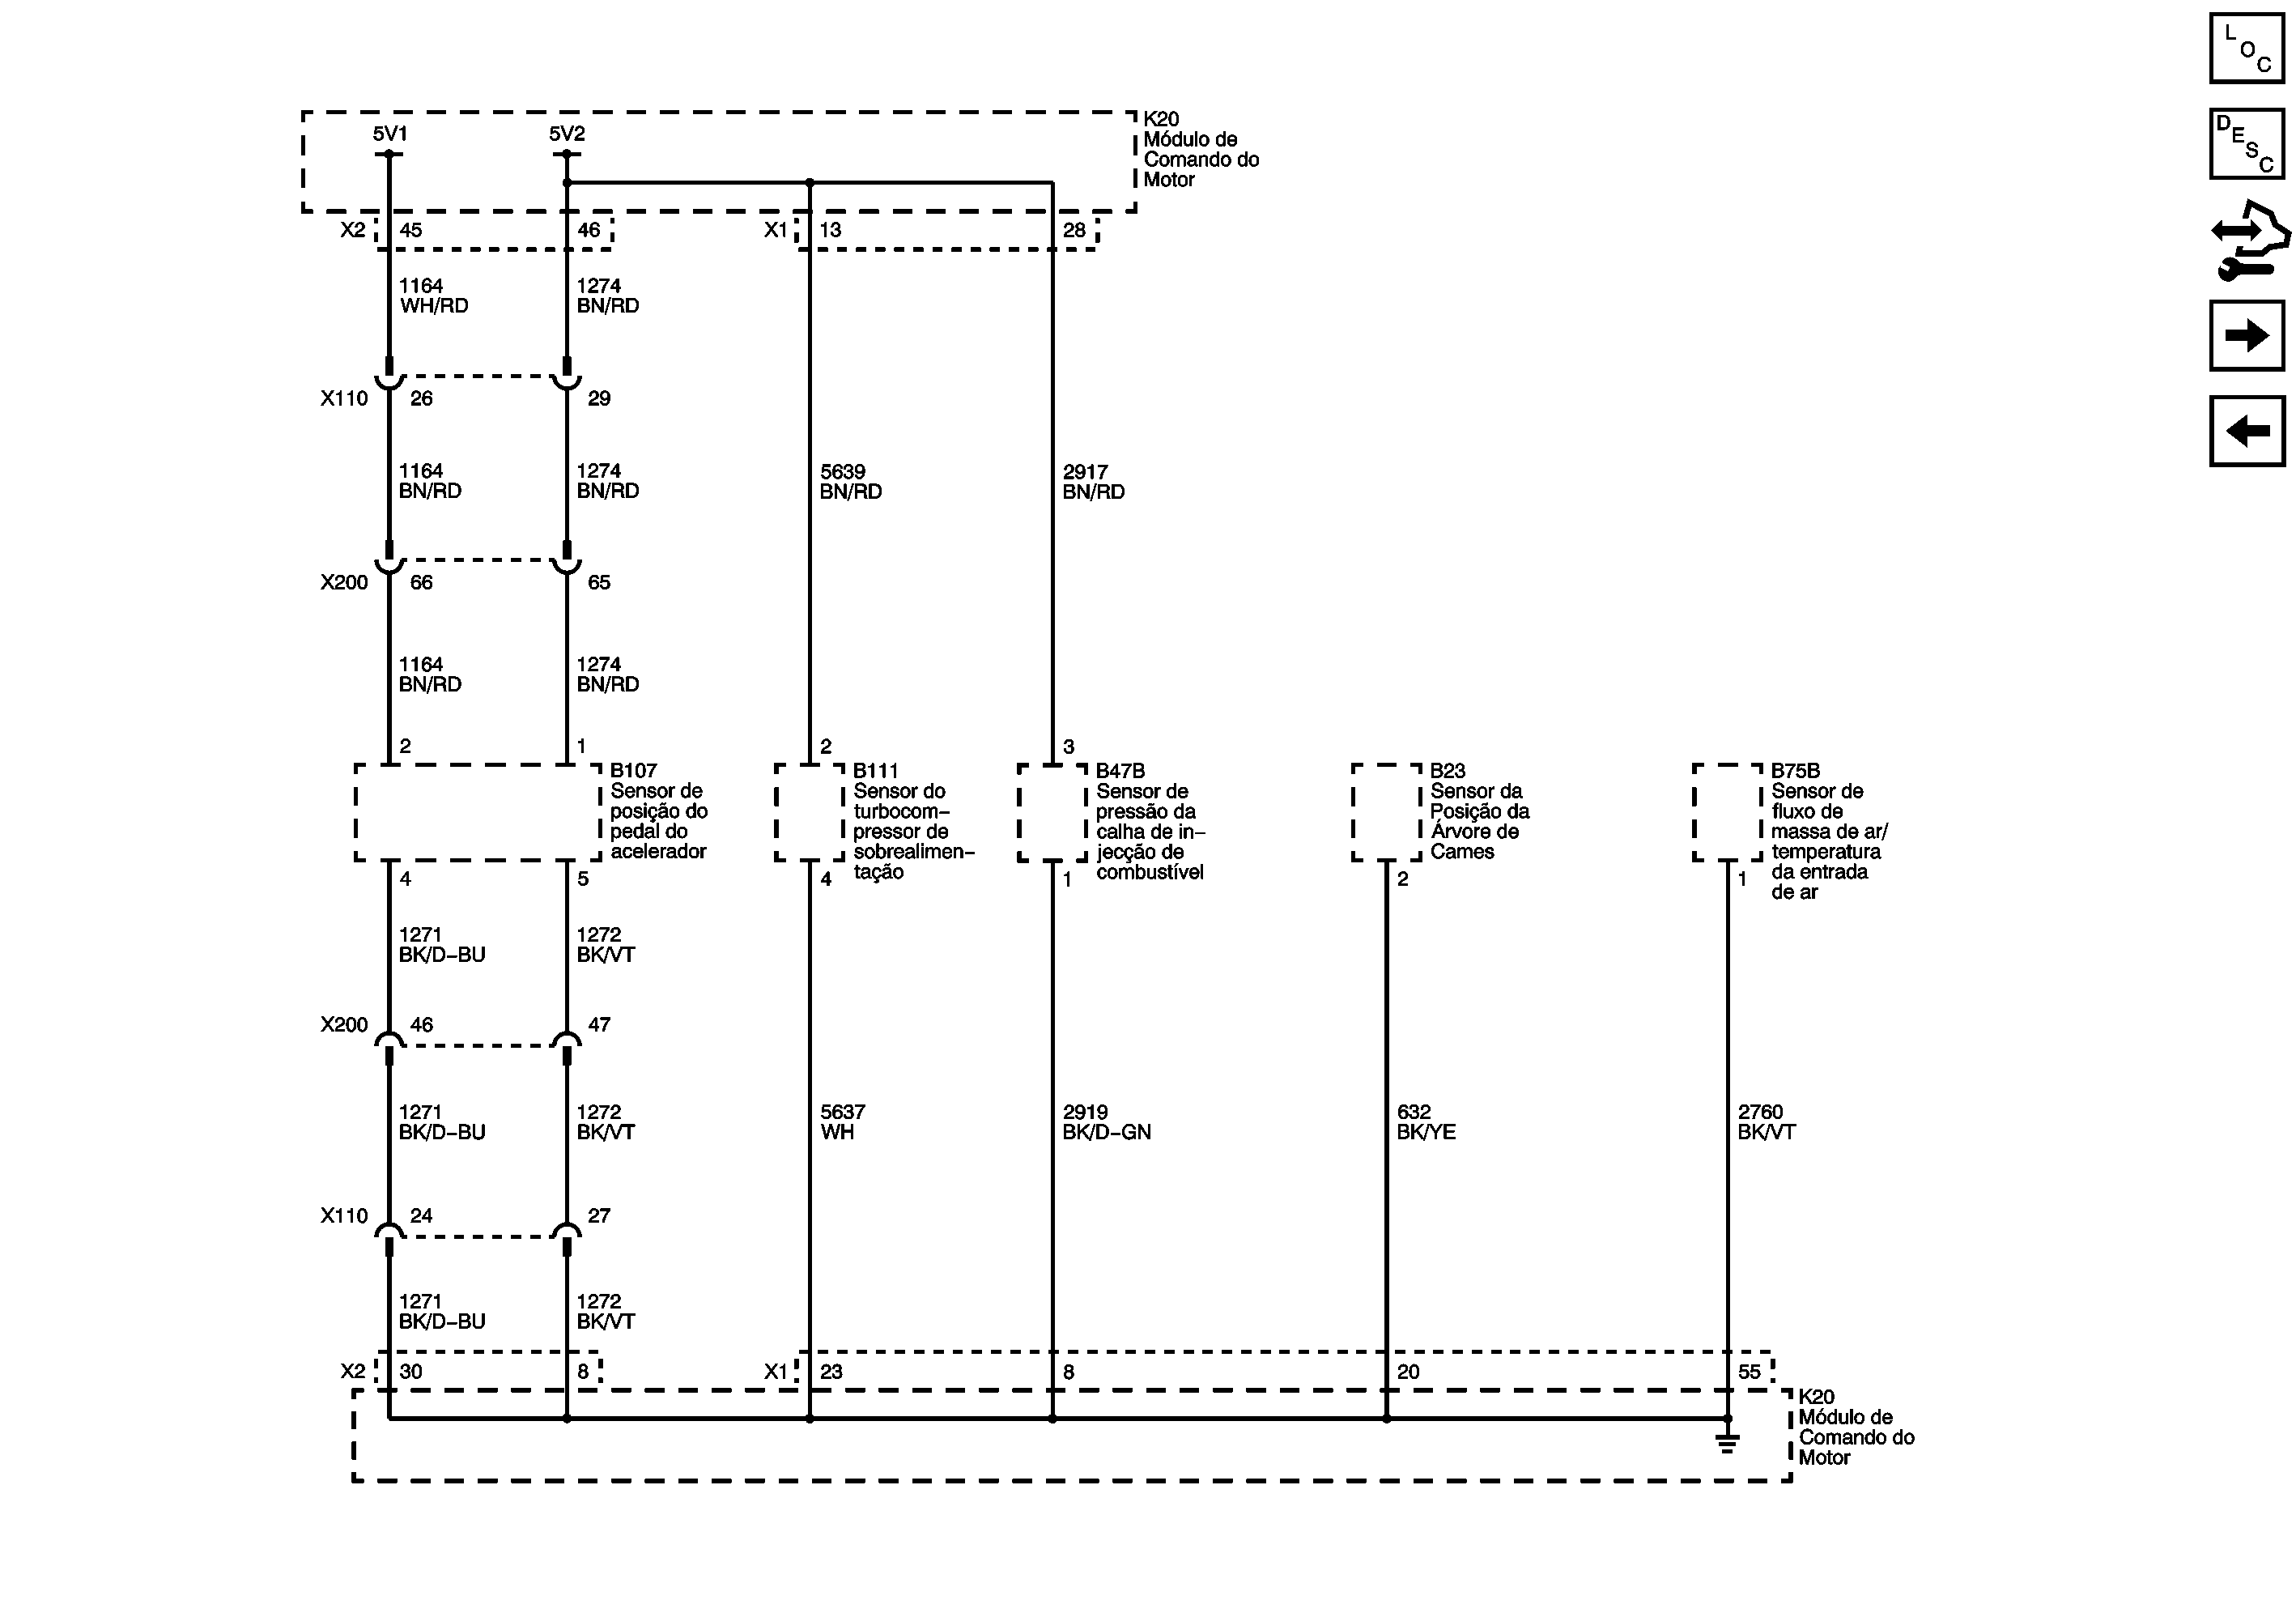 L
O
C
5V1
5V2
K20
Módulo de
Comando do
Motor
D
E
S
C
X2
45
46
X1
13
28
1164
WH/RD
1274
BN/RD
X110
26
29
1164
BN/RD
1274
BN/RD
5639
BN/RD
2917
BN/RD
X200
66
65
1164
BN/RD
1274
BN/RD
2
1
2
3
B107
Sensor de
posição do
pedal do
acelerador
B111
Sensor do
turbocom-
pressor de
sobrealimen-
tação
B47B
Sensor de
pressão da
calha de in-
jecção de
combustível
B23
Sensor da
Posição da
Árvore de
Cames
B75B
Sensor de
fluxo de
massa de ar/
temperatura
da entrada
de ar
4
5
4
1
2
1
1271
BK/D-BU
1272
BK/VT
X200
46
47
1271
BK/D-BU
1272
BK/VT
5637
WH
2919
BK/D-GN
632
BK/YE
2760
BK/VT
X110
24
27
1271
BK/D-BU
1272
BK/VT
X2
30
8
X1
23
8
20
55
K20
Módulo de
Comando do
Motor